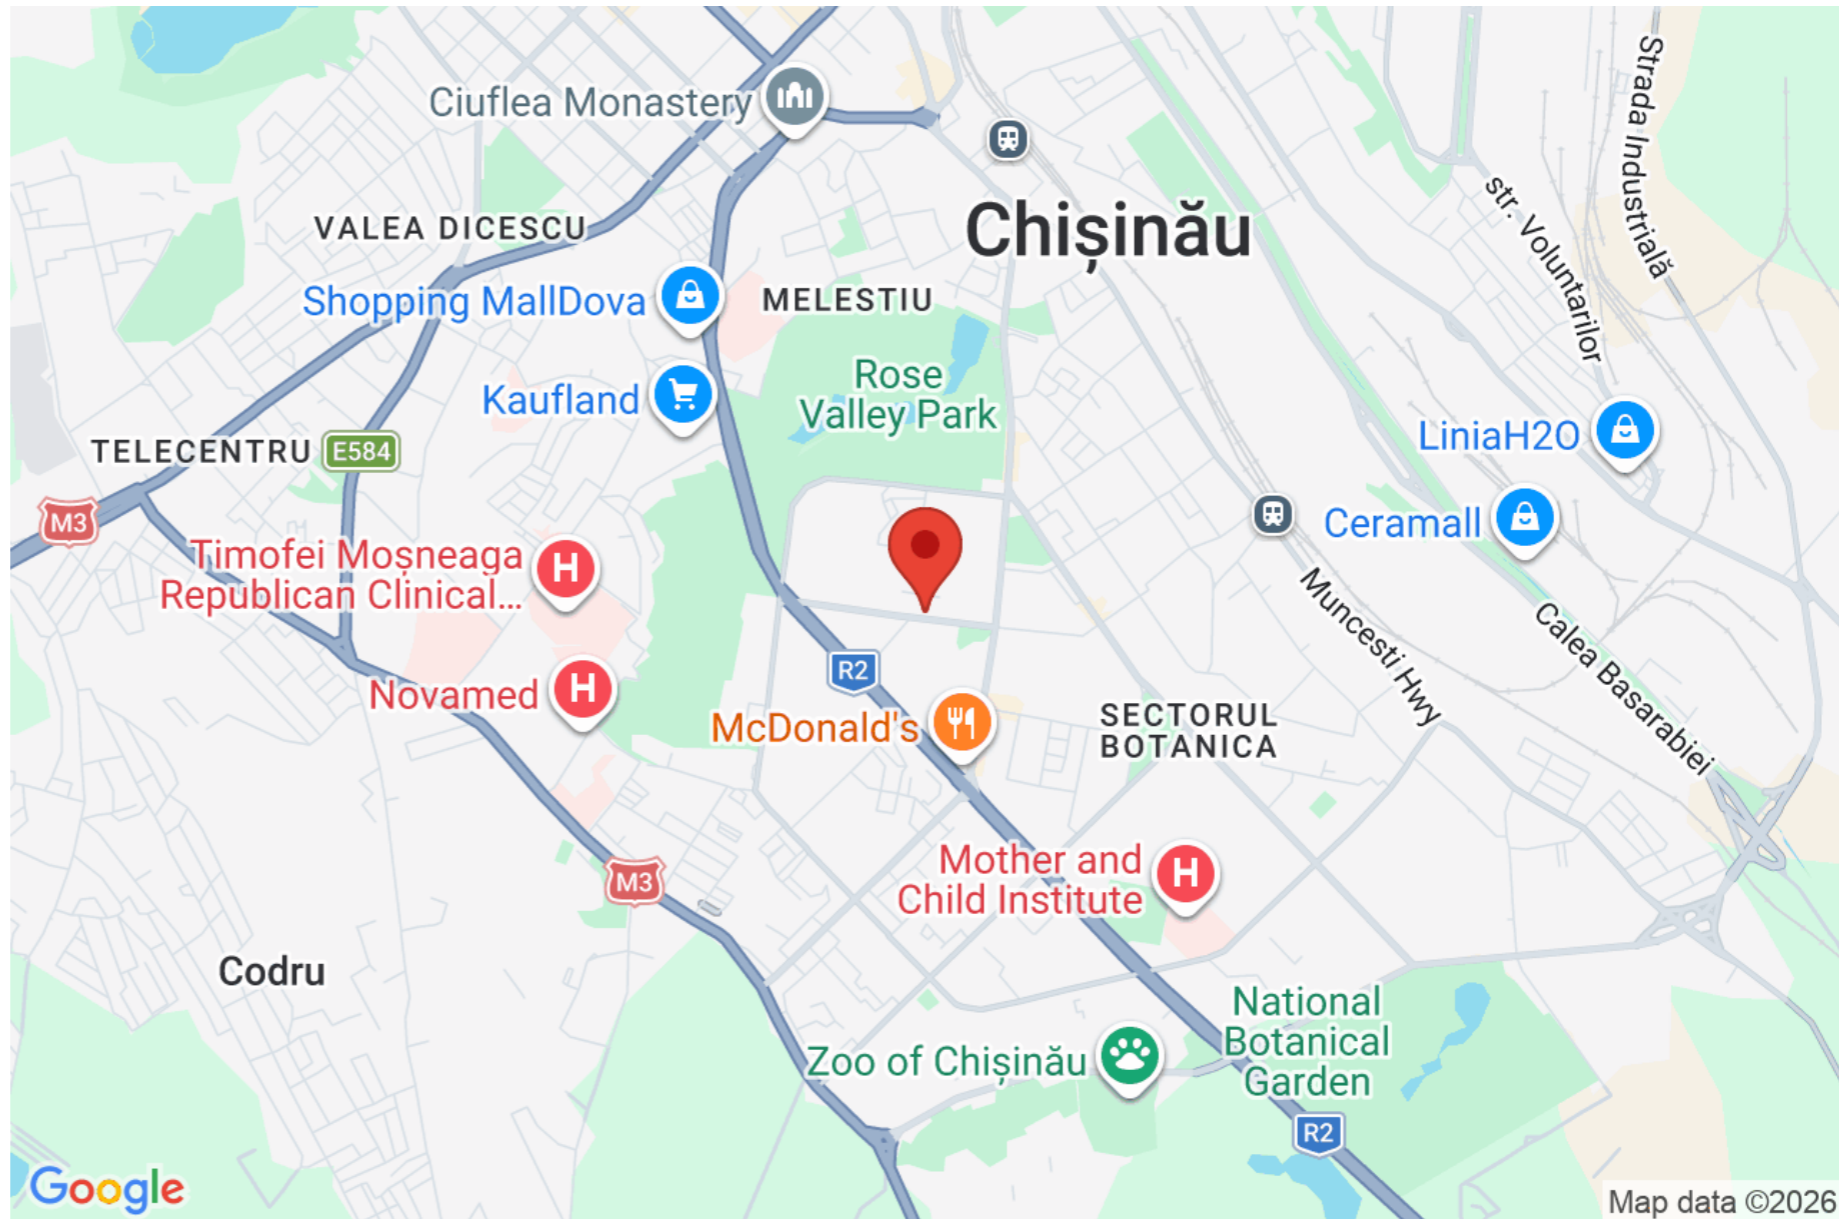 Ciuflea Monastery
Strada Industrială
str. Voluntarilor
Chișinău
VALEA DICESCU
Shopping MallDova
MELESTIU
Rose
Valley Park
Kaufland
LiniaH2O
TELECENTRU
E584
M3
Ceramall
Timofei Moșneaga
Republican Clinical...
H
Muncesti Hwy
Calea Basarabiei
R2
Novamed
H
McDonald's
SECTORUL
BOTANICA
M3
Mother and
Child Institute
H
Codru
National
Botanical
Garden
Zoo of Chișinău
R2
Google
Map data ©2026